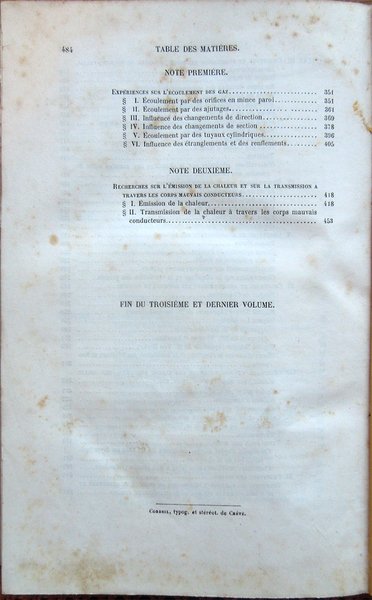 484 TABLE DES MATIÈRES.
NOTE PREMIÈRE.
EXPÉRIENCES SUR L'ÉCOULEMENT DES GAZ 351
§ I. Écoulement par des orifices en mince paroi 351
§ II. Écoulement par des ajutages 361
§ III. Influence des changements de direction 369
§ IV. Influence des changements de section 378
§ V. Écoulement par des tuyaux cylindriques 396
§ VI. Influence des étranglements et des renflements 405
NOTE DEUXIÈME.
RECHERCHES SUR L'ÉMISSION DE LA CHALEUR ET SUR LA TRANSMISSION A
TRAVERS LES CORPS MAUVAIS CONDUCTEURS 418
§ I. Émission de la chaleur 418
§ II. Transmission de la chaleur à travers les corps mauvais
conducteurs 453
FIN DU TROISIÈME ET DERNIER VOLUME.
CORBEIL, typog. et stéréot. de CRÉTÉ.